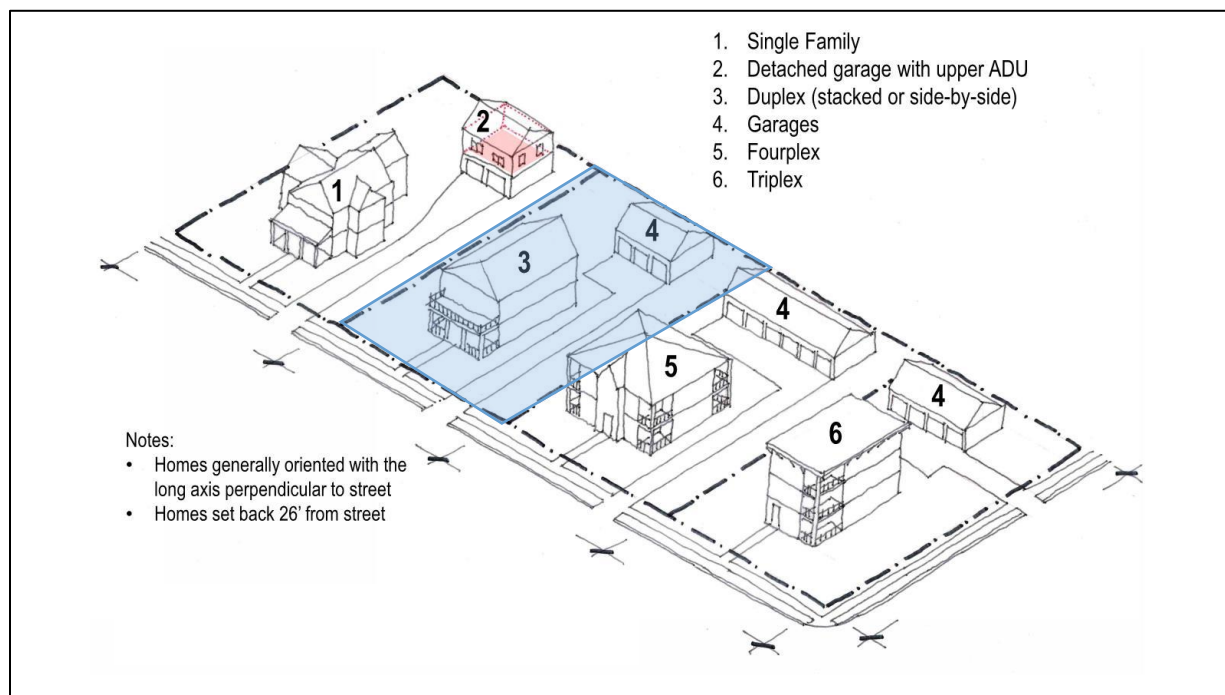 1. Single Family
2. Detached garage with upper ADU
3. Duplex (stacked or side-by-side)
4. Garages
5. Fourplex
6. Triplex
2
1
4
3
4
5
4
6
Notes:
• Homes generally oriented with the
long axis perpendicular to street
• Homes set back 26’ from street